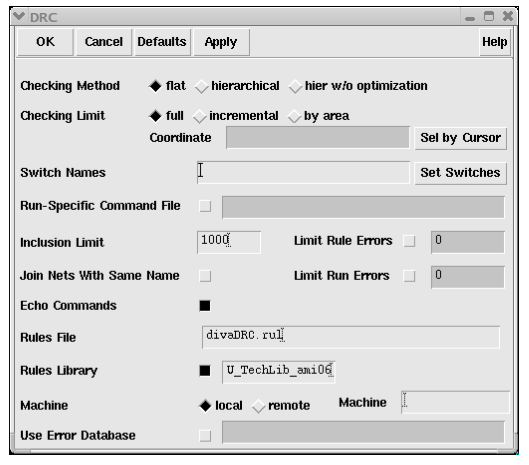 DRC
OK Cancel Defaults Apply Help
Checking Method flat hierarchical hier w/o optimization
Checking Limit full incremental by area
Coordinate Sel by Cursor
Switch Names Set Switches
Run-Specific Command File
Inclusion Limit 1000 Limit Rule Errors 0
Join Nets With Same Name Limit Run Errors 0
Echo Commands
Rules File divaDRC.rul
Rules Library U_TechLib_ami06
Machine local remote Machine
Use Error Database